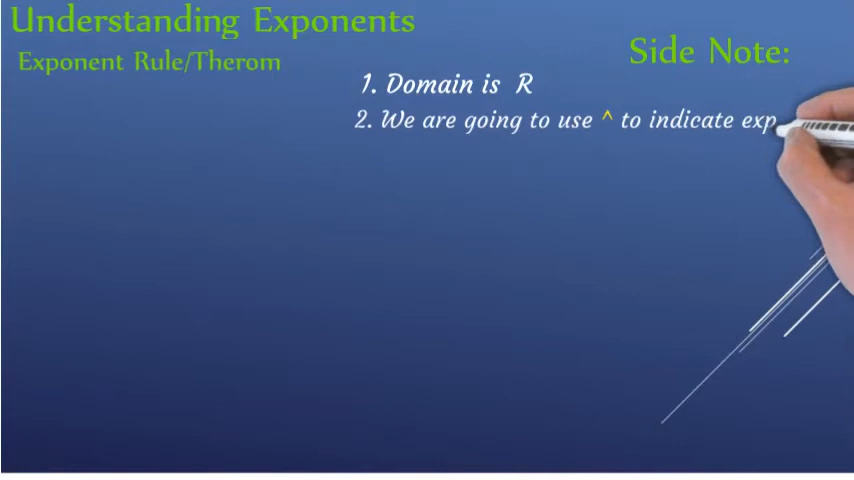 Understanding Exponents
Exponent Rule/Therom
Side Note:
1. Domain is R
2. We are going to use ^ to indicate exp